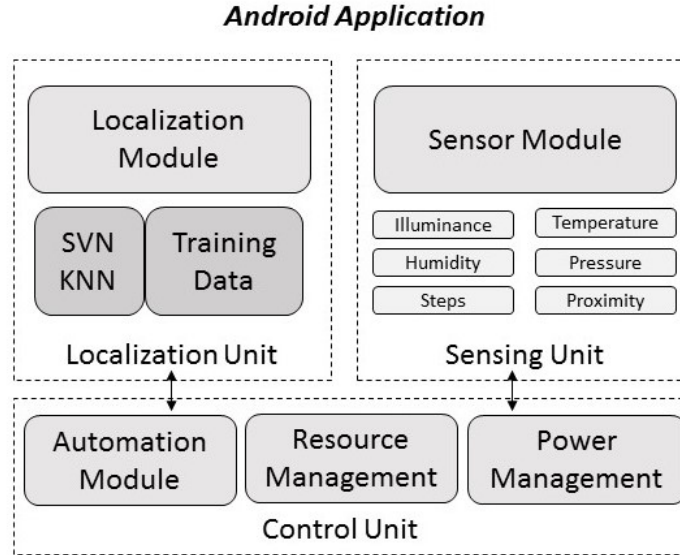 Android Application
Localization
Module
SVN
KNN
Training
Data
Localization Unit
Sensor Module
Illuminance
Temperature
Humidity
Pressure
Steps
Proximity
Sensing Unit
Automation
Module
Resource
Management
Power
Management
Control Unit